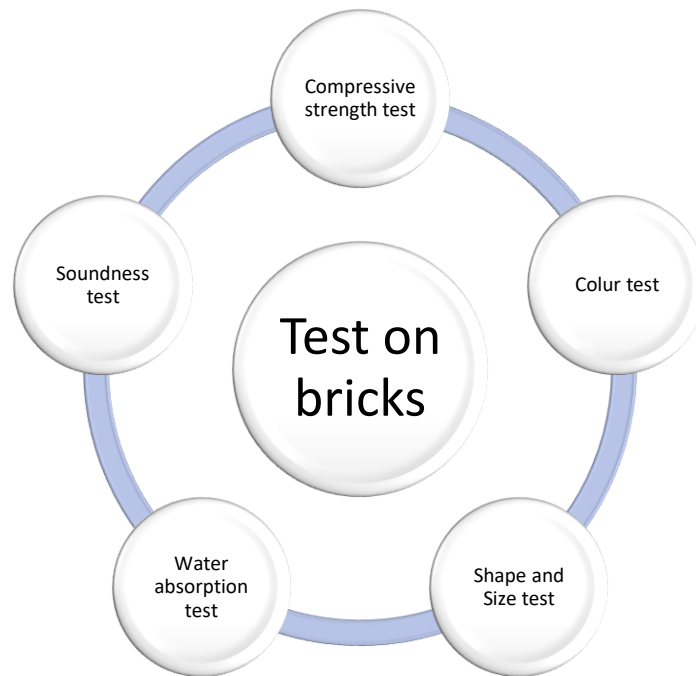 Compressive
strength test
Colur test
Shape and
Size test
Water
absorption
test
Soundness
test
Test on
bricks